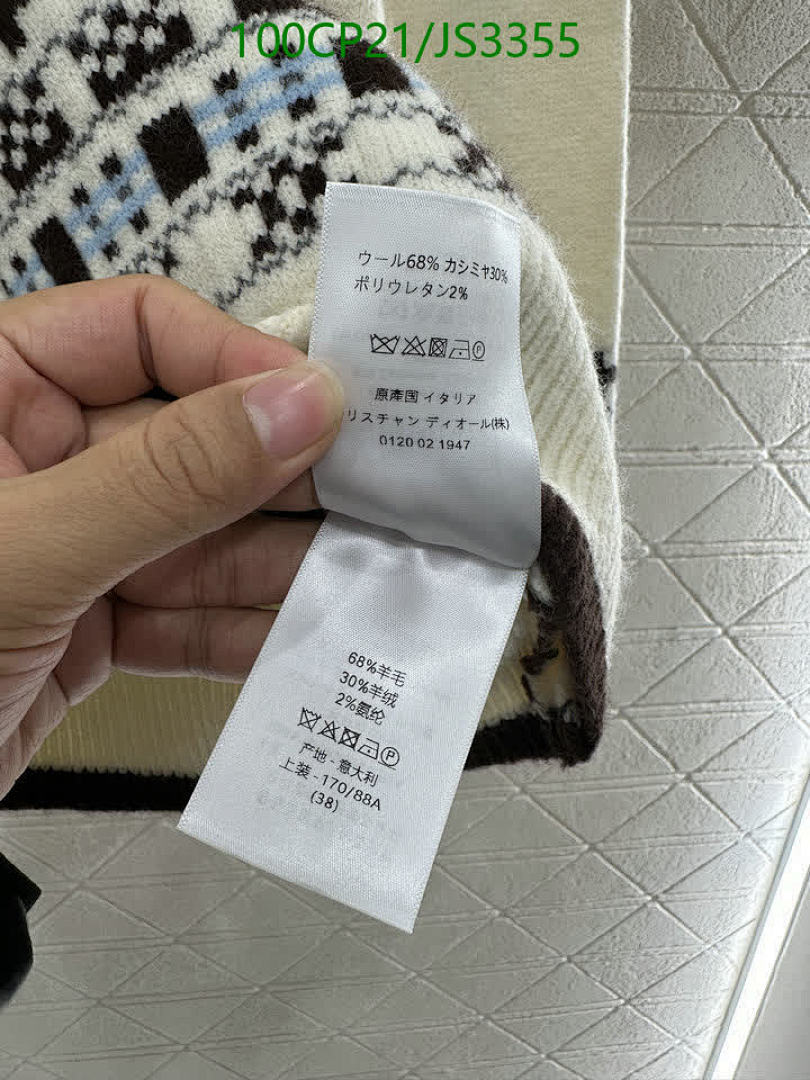 100CP21/JS3355
ウール68% カシミヤ30%
ポリウレタン2%
原産国 イタリア
リスチャン ディオール(株)
0120 02 1947
68%羊毛
30%羊绒
2%氨纶
产地 - 意大利
上装 - 170/88A
(38)